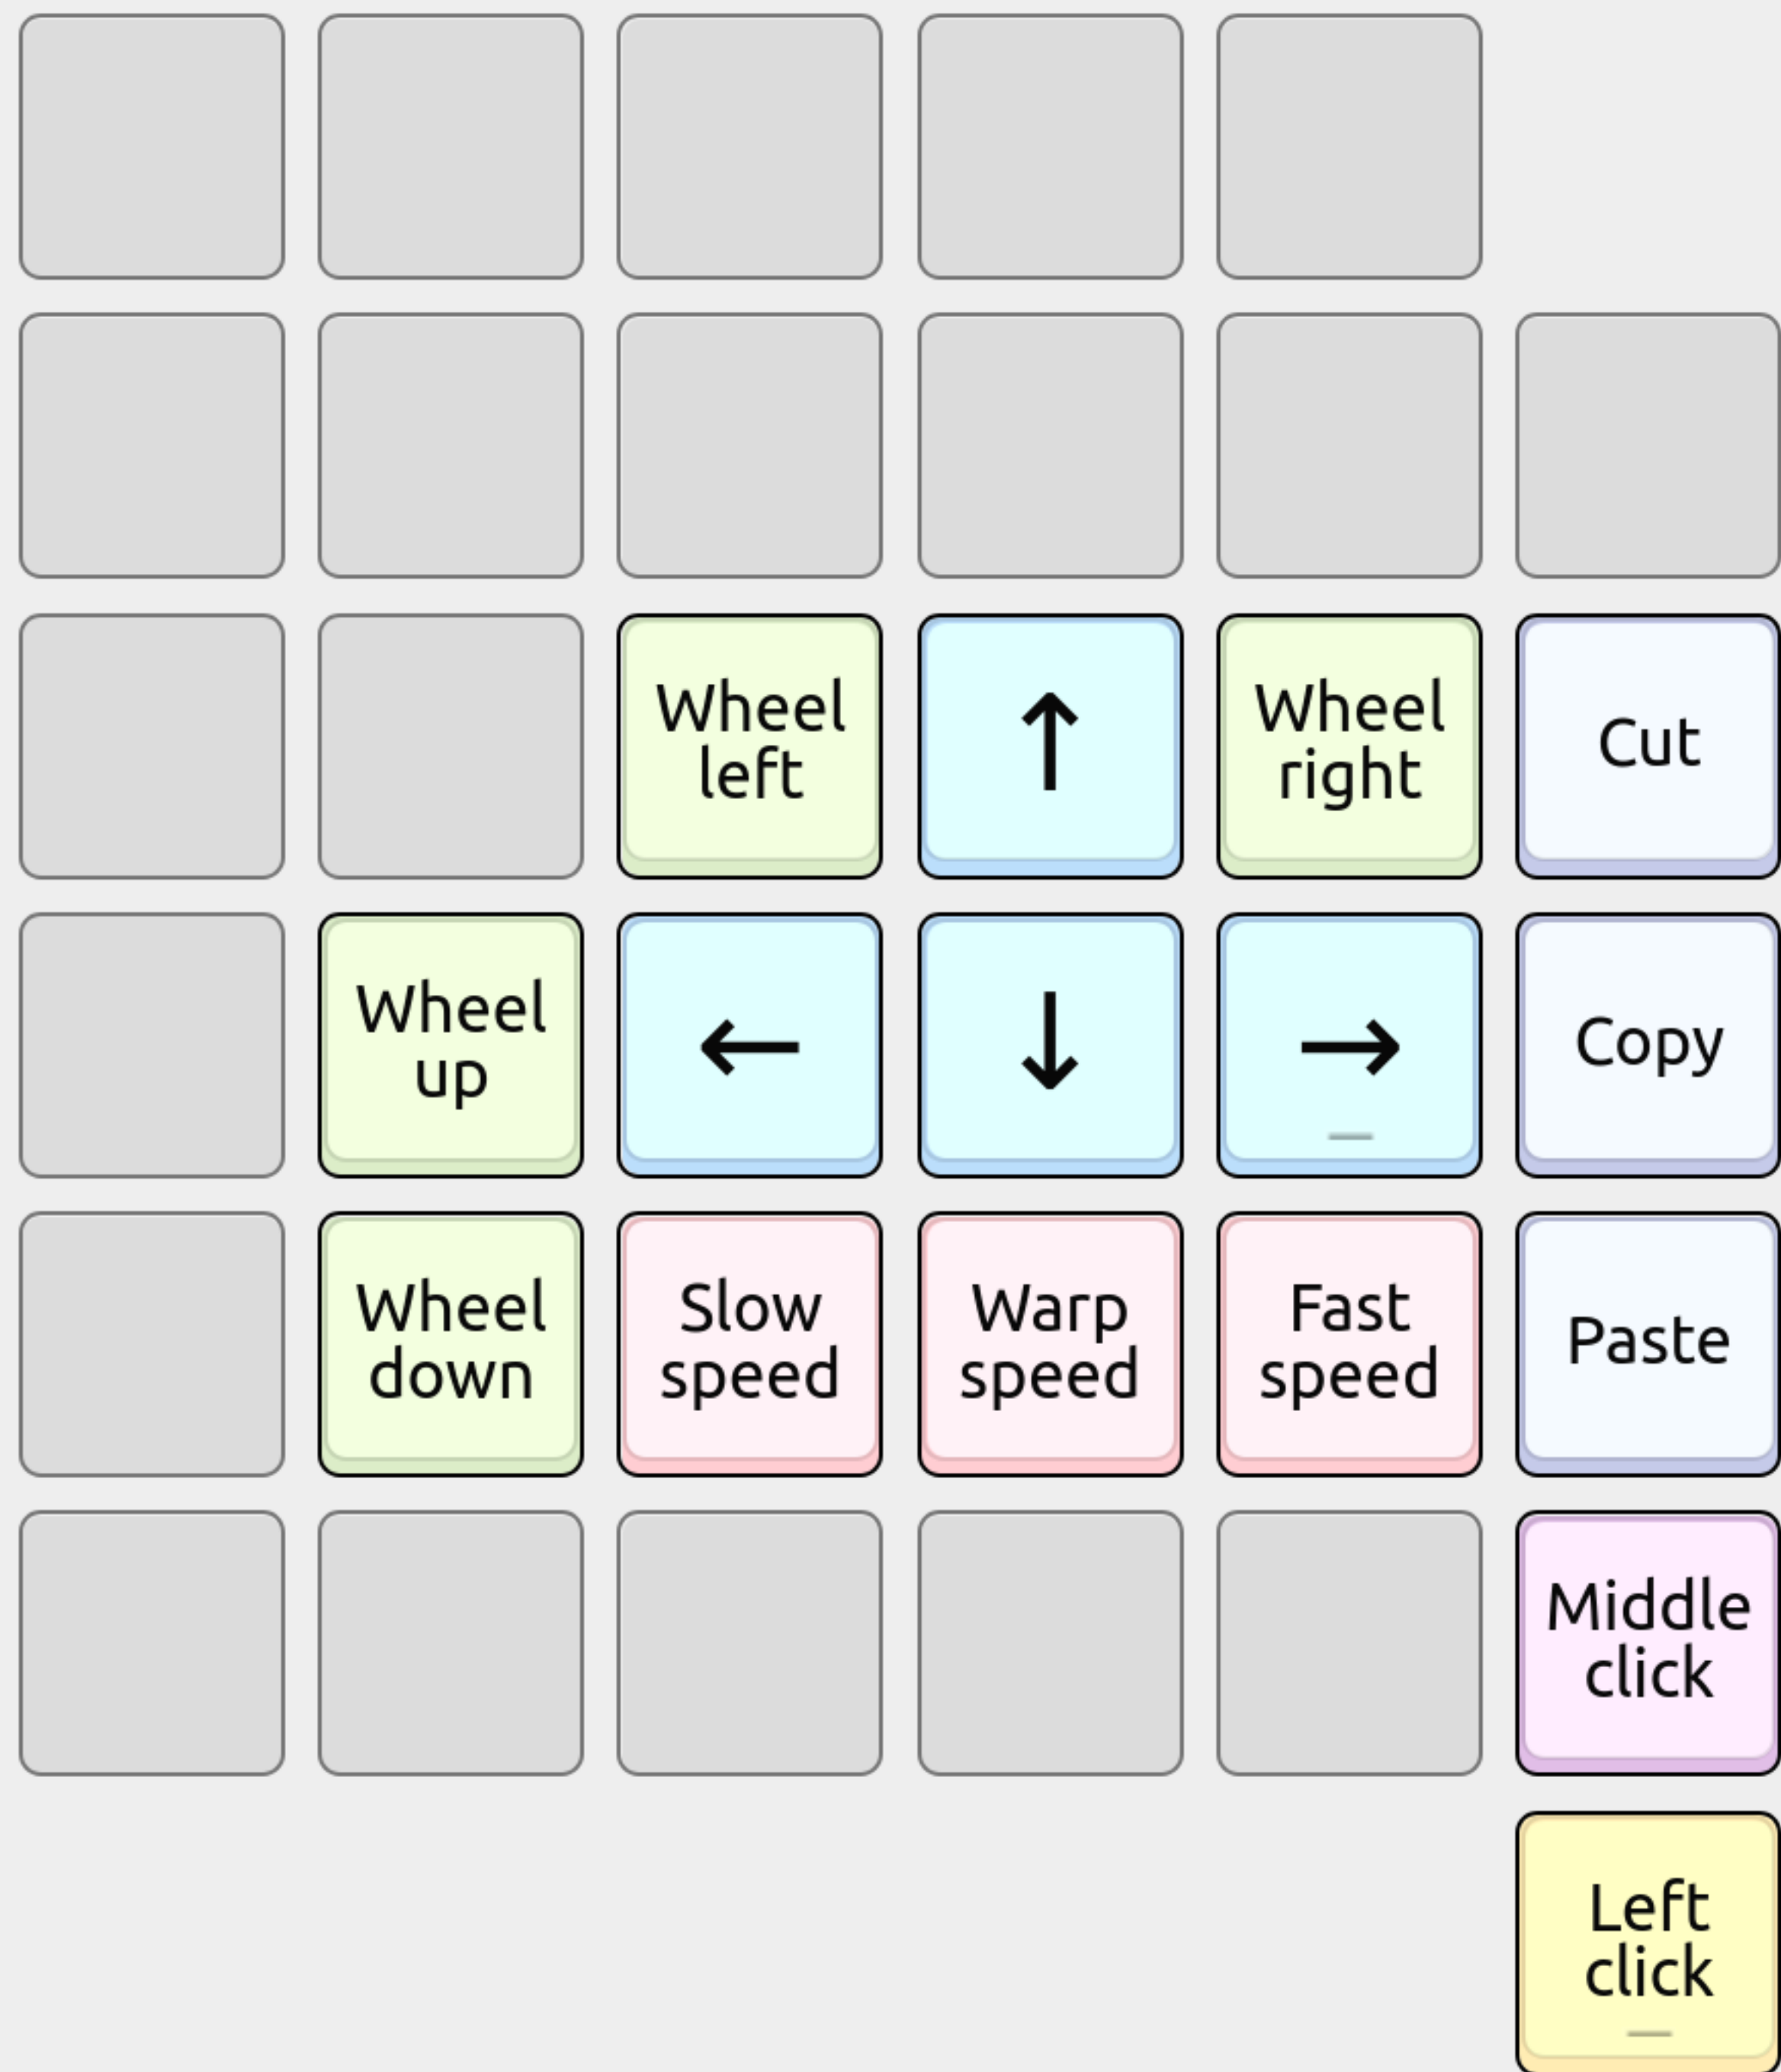 Wheel
left
↑
Wheel
right
Cut
Wheel
up
←
↓
→
Copy
Wheel
down
Slow
speed
Warp
speed
Fast
speed
Paste
Middle
click
Left
click